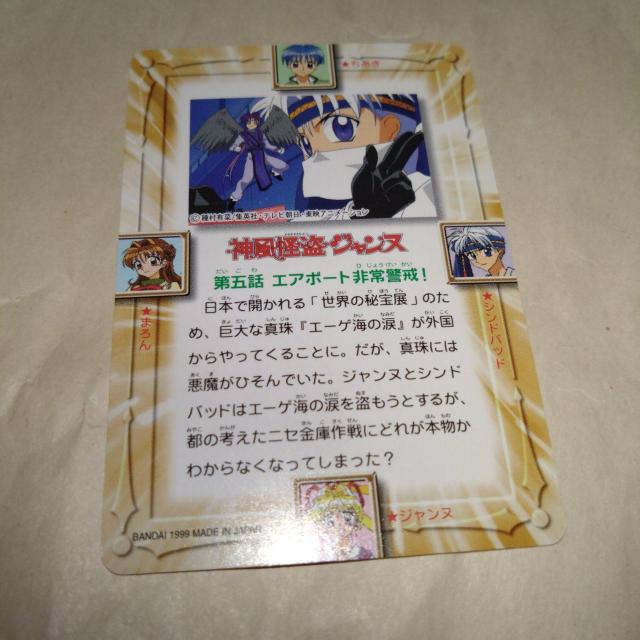 ★ちあき
© 種村有菜/集英社・テレビ朝日・東映アニメーション
神風怪盗ジャンヌ
第五話 エアポート非常警戒!
日本で開かれる「世界の秘宝展」のた
め、巨大な真珠『エーゲ海の涙』が外国
からやってくることに。だが、真珠には
悪魔がひそんでいた。ジャンヌとシンド
バッドはエーゲ海の涙を盗もうとするが、
都の考えたニセ金庫作戦にどれが本物か
わからなくなってしまった?
★まろん
★シンドバッド
★ジャンヌ
BANDAI 1999 MADE IN JAPAN